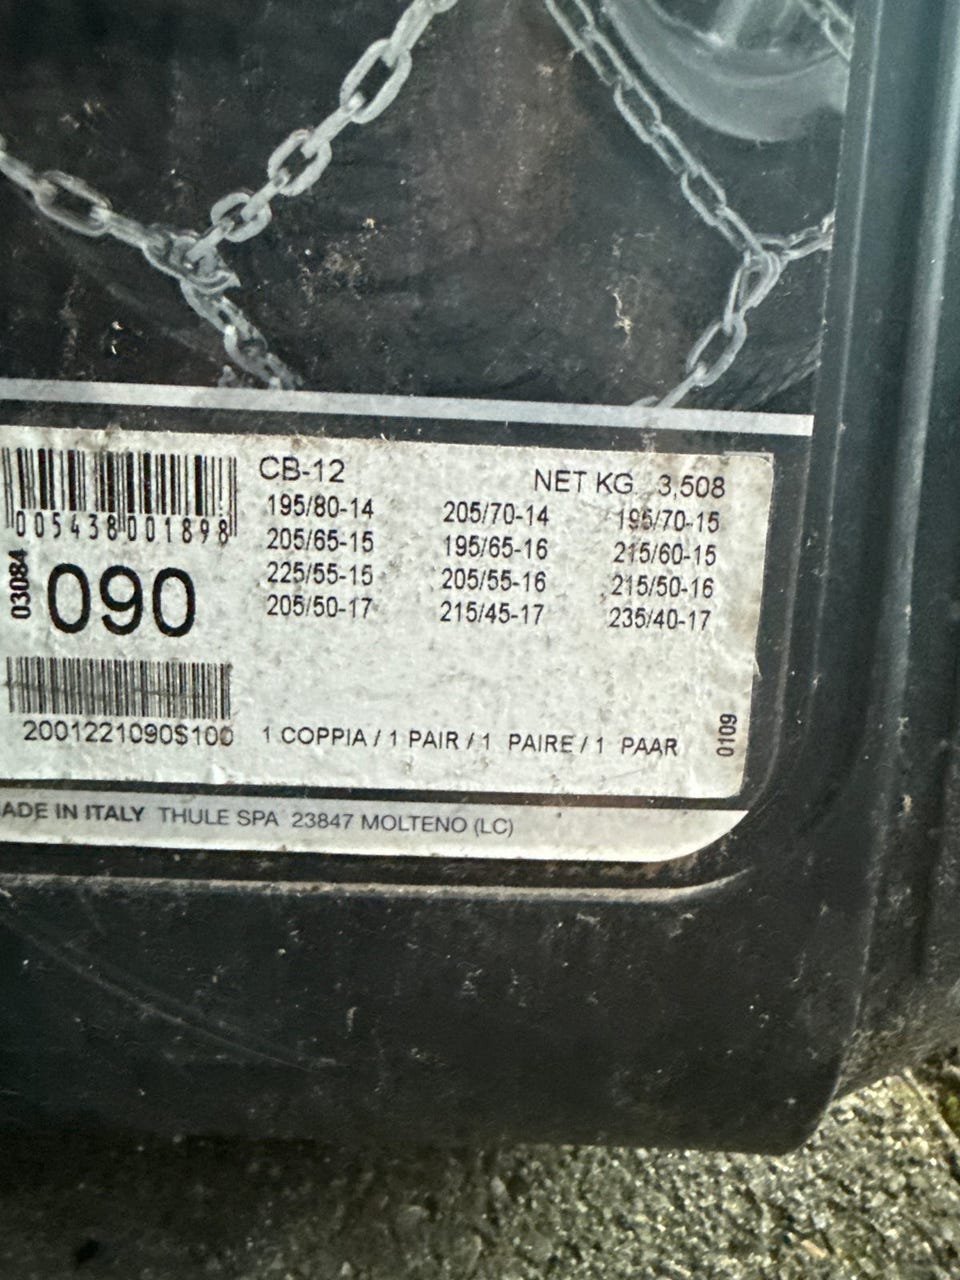 005438001898
03084
090
2001221090$100
CB-12 NET KG 3,508
195/80-14 205/70-14 195/70-15
205/65-15 195/65-16 215/60-15
225/55-15 205/55-16 215/50-16
205/50-17 215/45-17 235/40-17
1 COPPIA / 1 PAIR / 1 PAIRE / 1 PAAR
0109
ADE IN ITALY THULE SPA 23847 MOLTENO (LC)